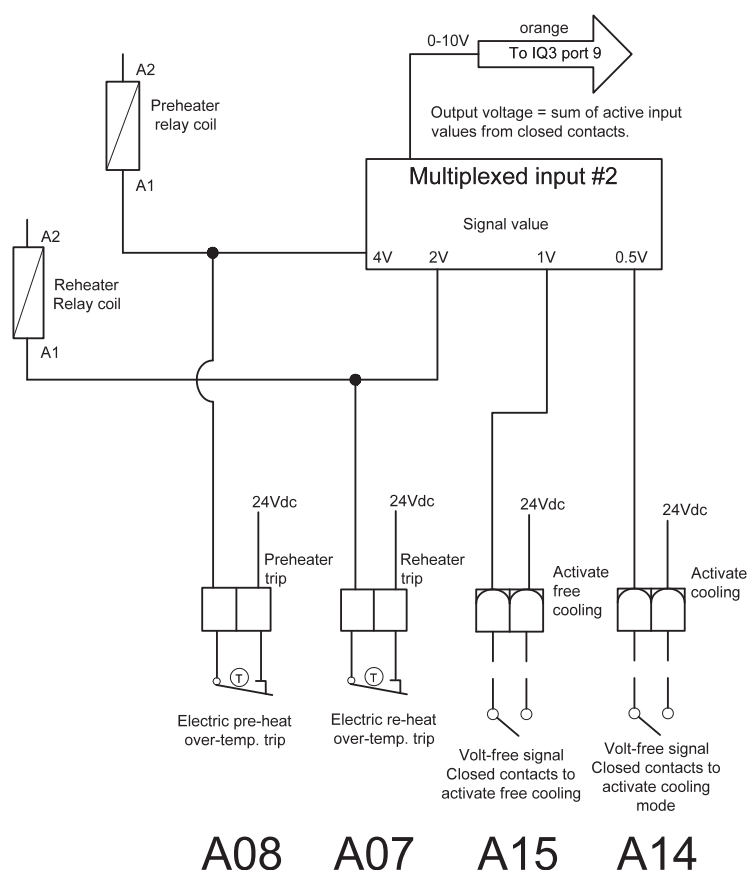 orange
0-10V
To IQ3 port 9
A2
Preheater
relay coil
A1
Output voltage = sum of active input
values from closed contacts.
Multiplexed input #2
Signal value
4V
2V
1V
0.5V
A2
Reheater
Relay coil
A1
24Vdc
24Vdc
24Vdc
24Vdc
Preheater
trip
Reheater
trip
Activate
free
cooling
Activate
cooling
T
T
Electric pre-heat
over-temp. trip
Electric re-heat
over-temp. trip
Volt-free signal
Closed contacts to
activate free cooling
Volt-free signal
Closed contacts to
activate cooling
mode
A08
A07
A15
A14